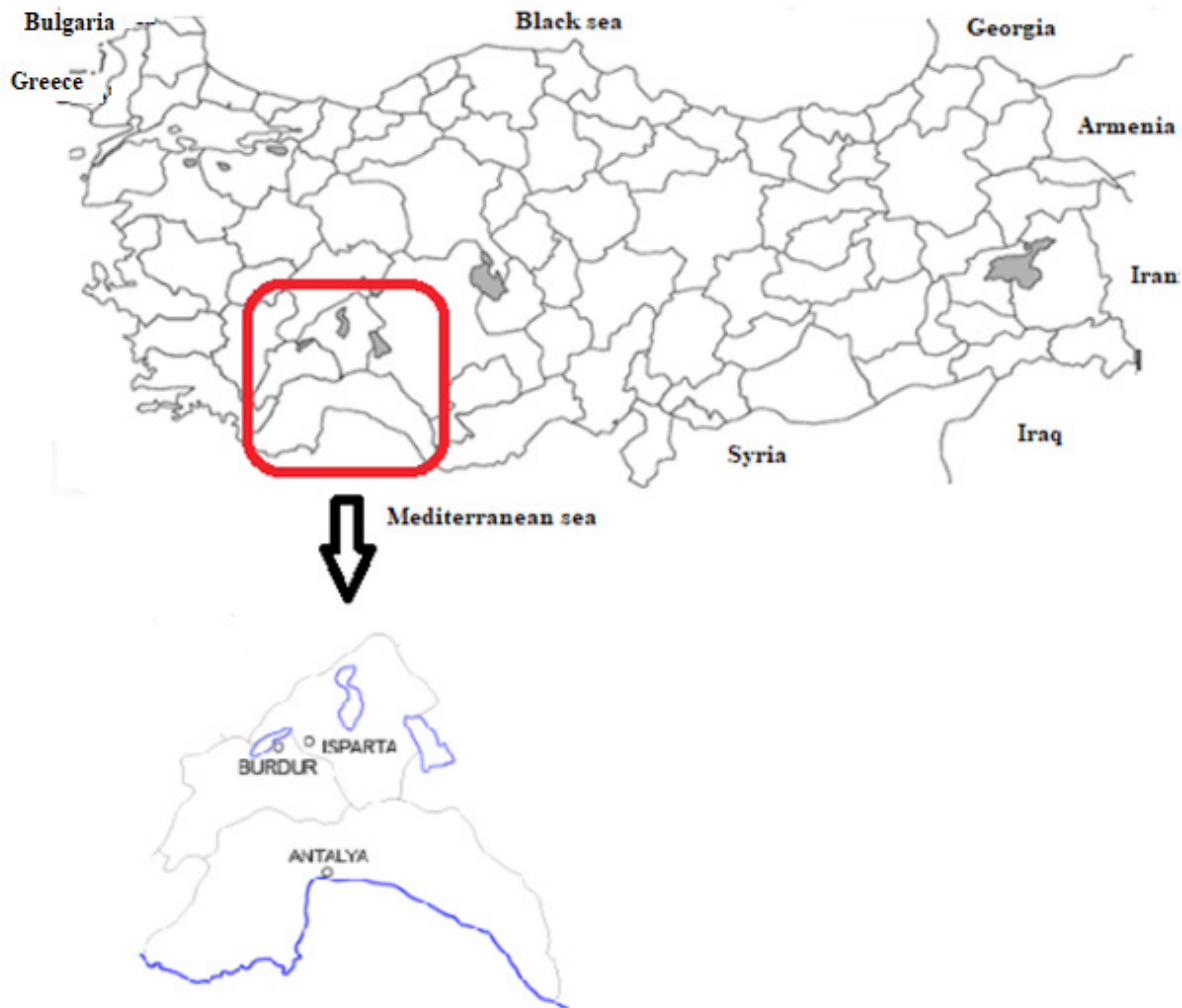 Bulgaria
Black sea
Georgia
Greece
Armenia
Iran
Iraq
Syria
Mediterranean sea
ISPARTA
BURDUR
ANTALYA